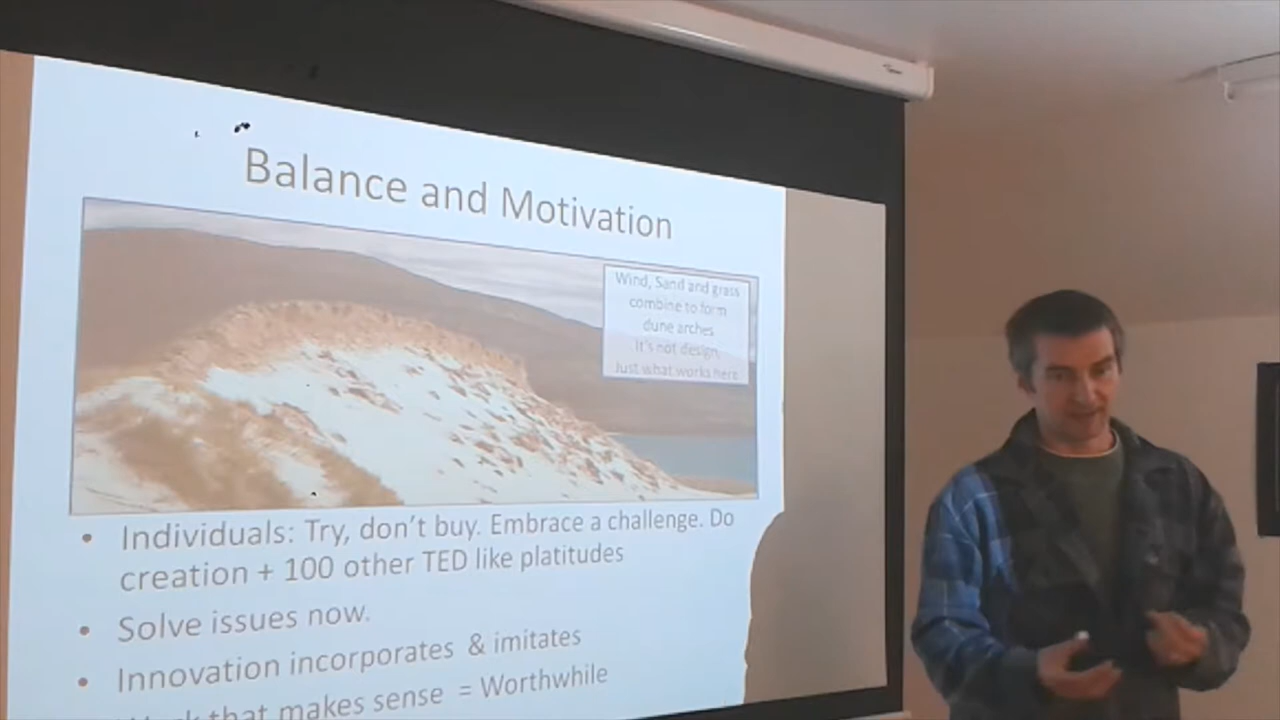 Balance and Motivation
Wind, Sand and grass
combine to form
dune arches
It's not design,
Just what works here
• Individuals: Try, don't buy. Embrace a challenge. Do
creation + 100 other TED like platitudes
• Solve issues now.
• Innovation incorporates & imitates
that makes sense = Worthwhile